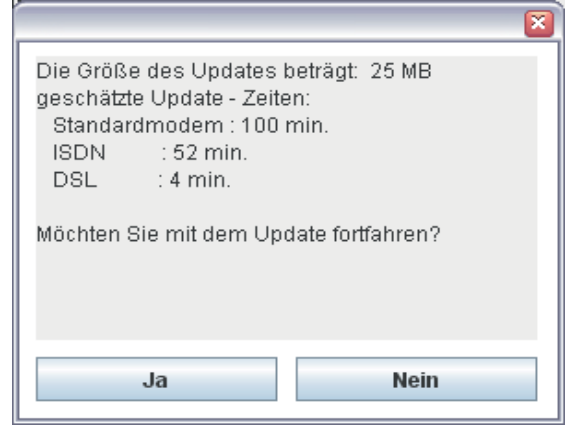 Die Größe des Updates beträgt:  25 MB
geschätzte Update - Zeiten:
Standardmodem : 100 min.
ISDN : 52 min.
DSL : 4 min.
Möchten Sie mit dem Update fortfahren?
Ja Nein